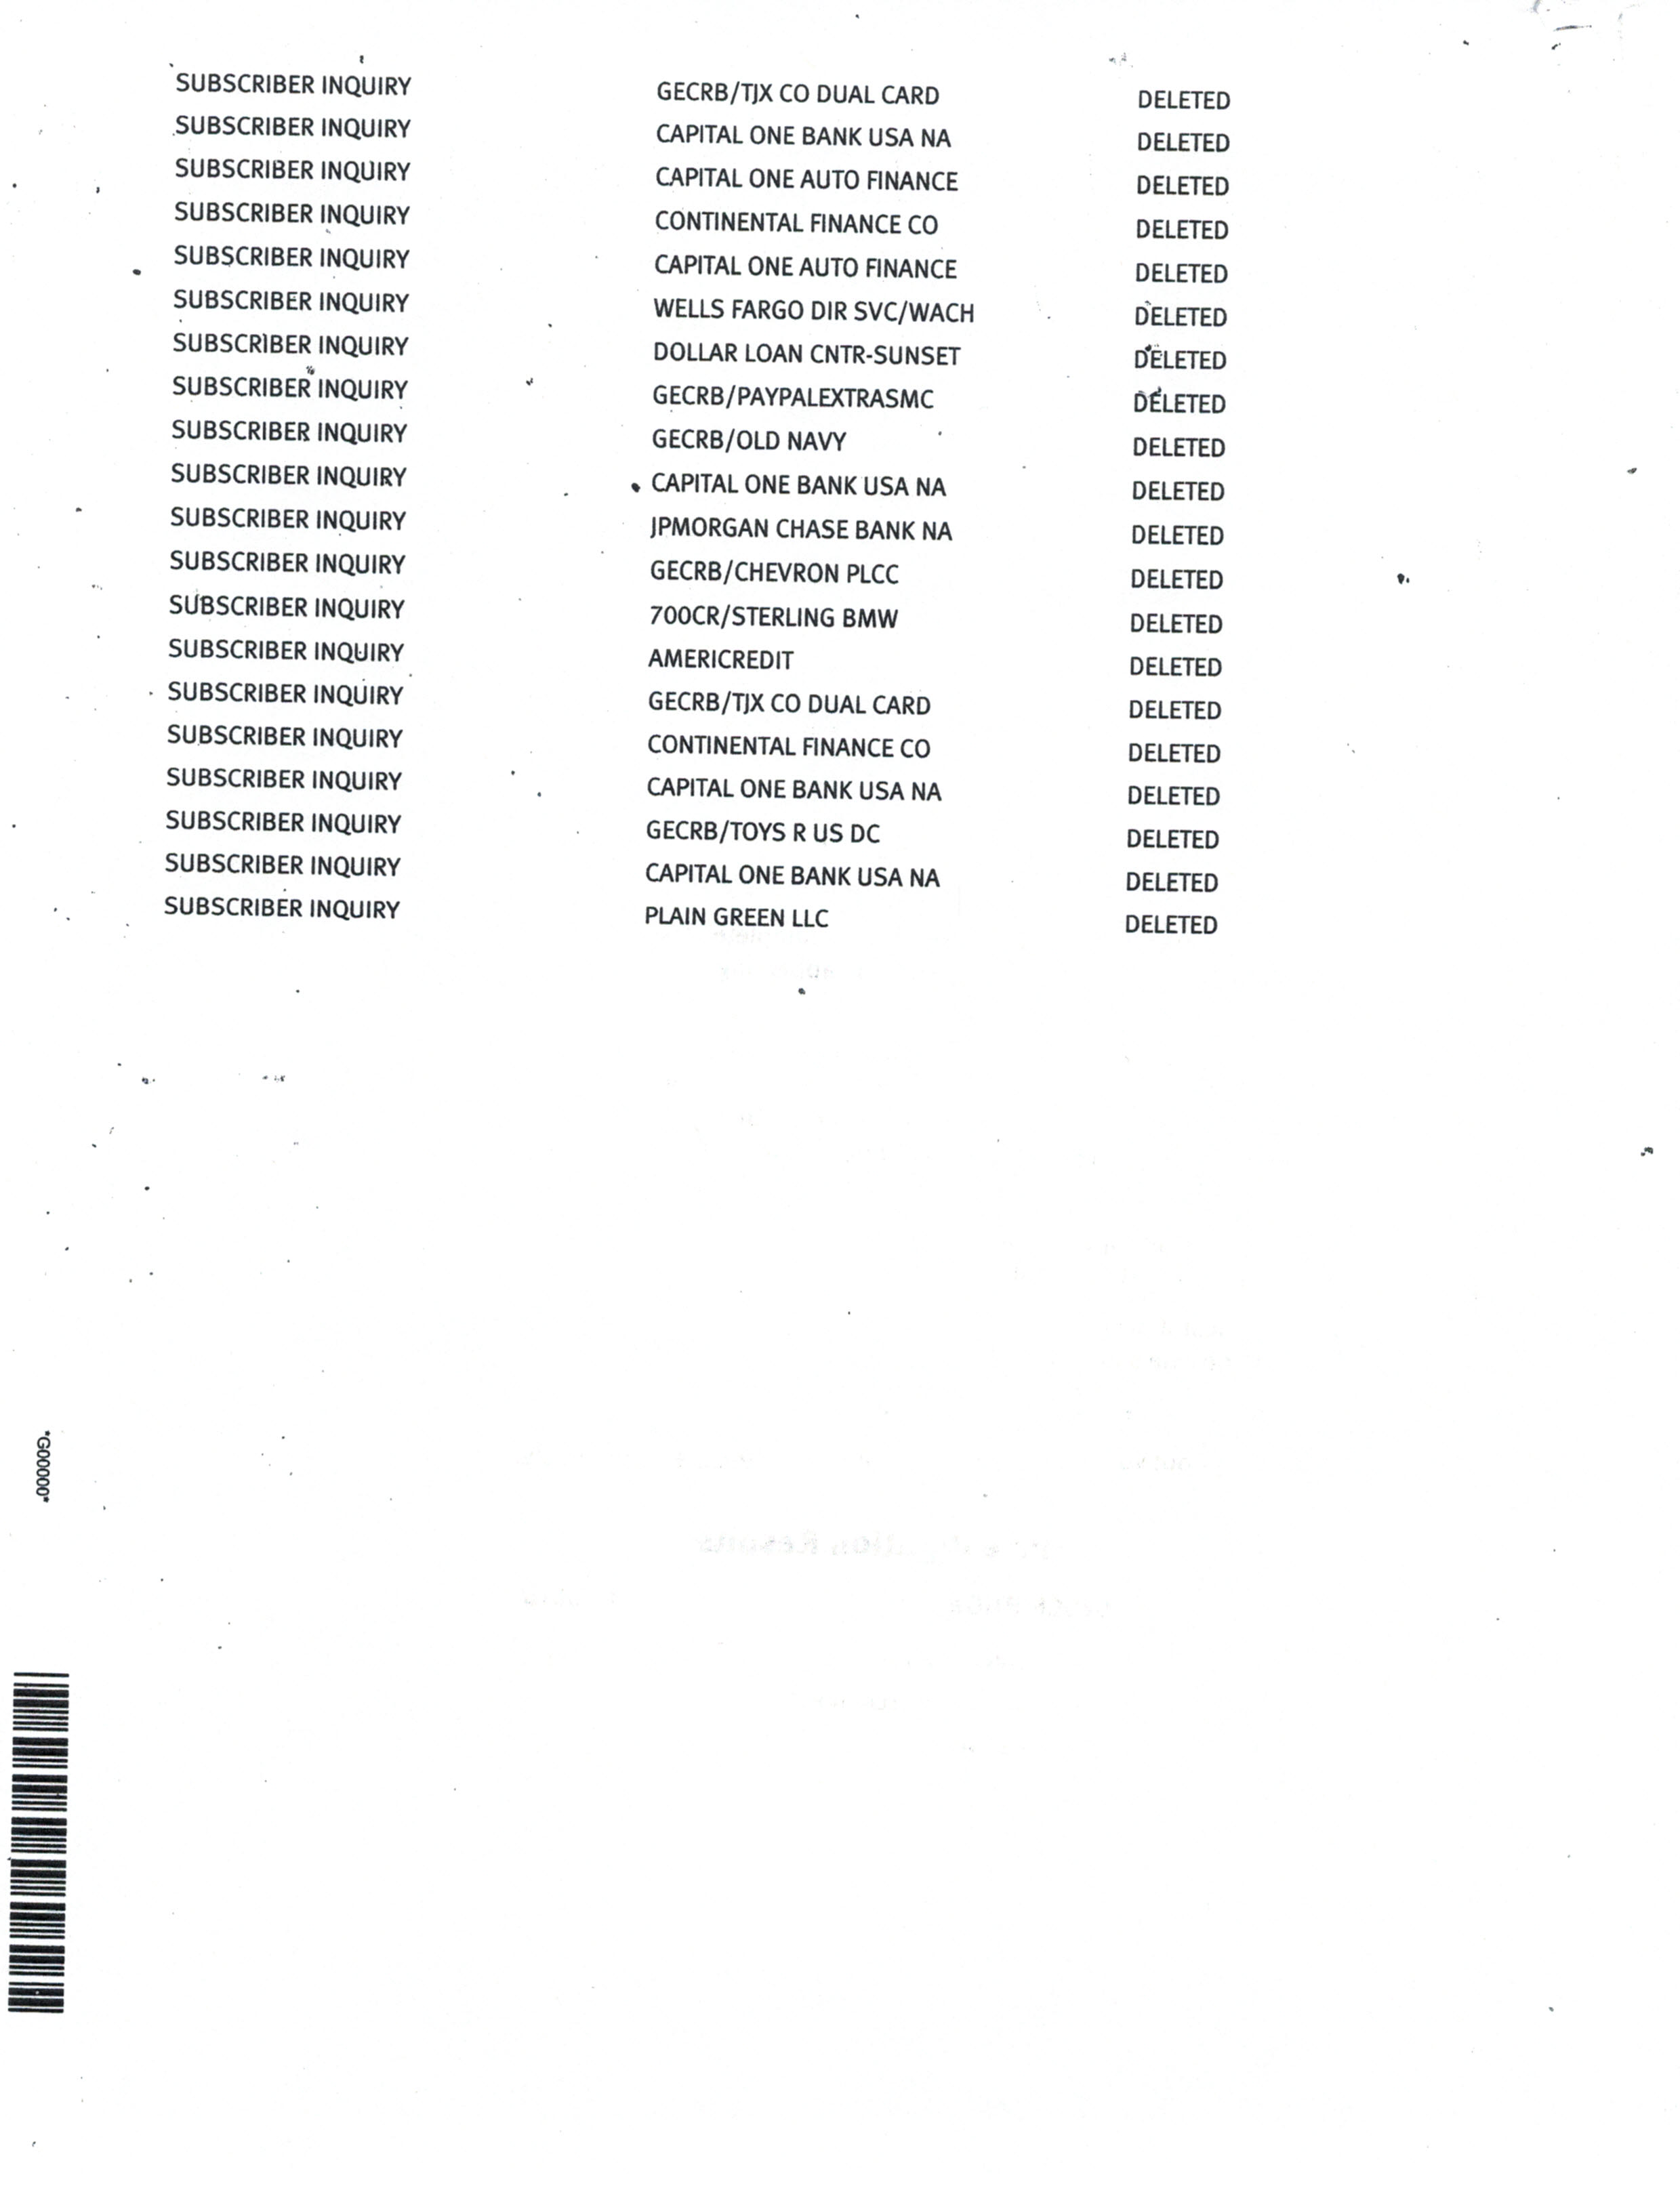 SUBSCRIBER INQUIRY GECRB/TJX CO DUAL CARD DELETED
SUBSCRIBER INQUIRY CAPITAL ONE BANK USA NA DELETED
SUBSCRIBER INQUIRY CAPITAL ONE AUTO FINANCE DELETED
SUBSCRIBER INQUIRY CONTINENTAL FINANCE CO DELETED
SUBSCRIBER INQUIRY CAPITAL ONE AUTO FINANCE DELETED
SUBSCRIBER INQUIRY WELLS FARGO DIR SVC/WACH DELETED
SUBSCRIBER INQUIRY DOLLAR LOAN CNTR-SUNSET DELETED
SUBSCRIBER INQUIRY GECRB/PAYPALEXTRASMC DELETED
SUBSCRIBER INQUIRY GECRB/OLD NAVY DELETED
SUBSCRIBER INQUIRY CAPITAL ONE BANK USA NA DELETED
SUBSCRIBER INQUIRY JPMORGAN CHASE BANK NA DELETED
SUBSCRIBER INQUIRY GECRB/CHEVRON PLCC DELETED
SUBSCRIBER INQUIRY 700CR/STERLING BMW DELETED
SUBSCRIBER INQUIRY AMERICREDIT DELETED
SUBSCRIBER INQUIRY GECRB/TJX CO DUAL CARD DELETED
SUBSCRIBER INQUIRY CONTINENTAL FINANCE CO DELETED
SUBSCRIBER INQUIRY CAPITAL ONE BANK USA NA DELETED
SUBSCRIBER INQUIRY GECRB/TOYS R US DC DELETED
SUBSCRIBER INQUIRY CAPITAL ONE BANK USA NA DELETED
SUBSCRIBER INQUIRY PLAIN GREEN LLC DELETED
*G00000*